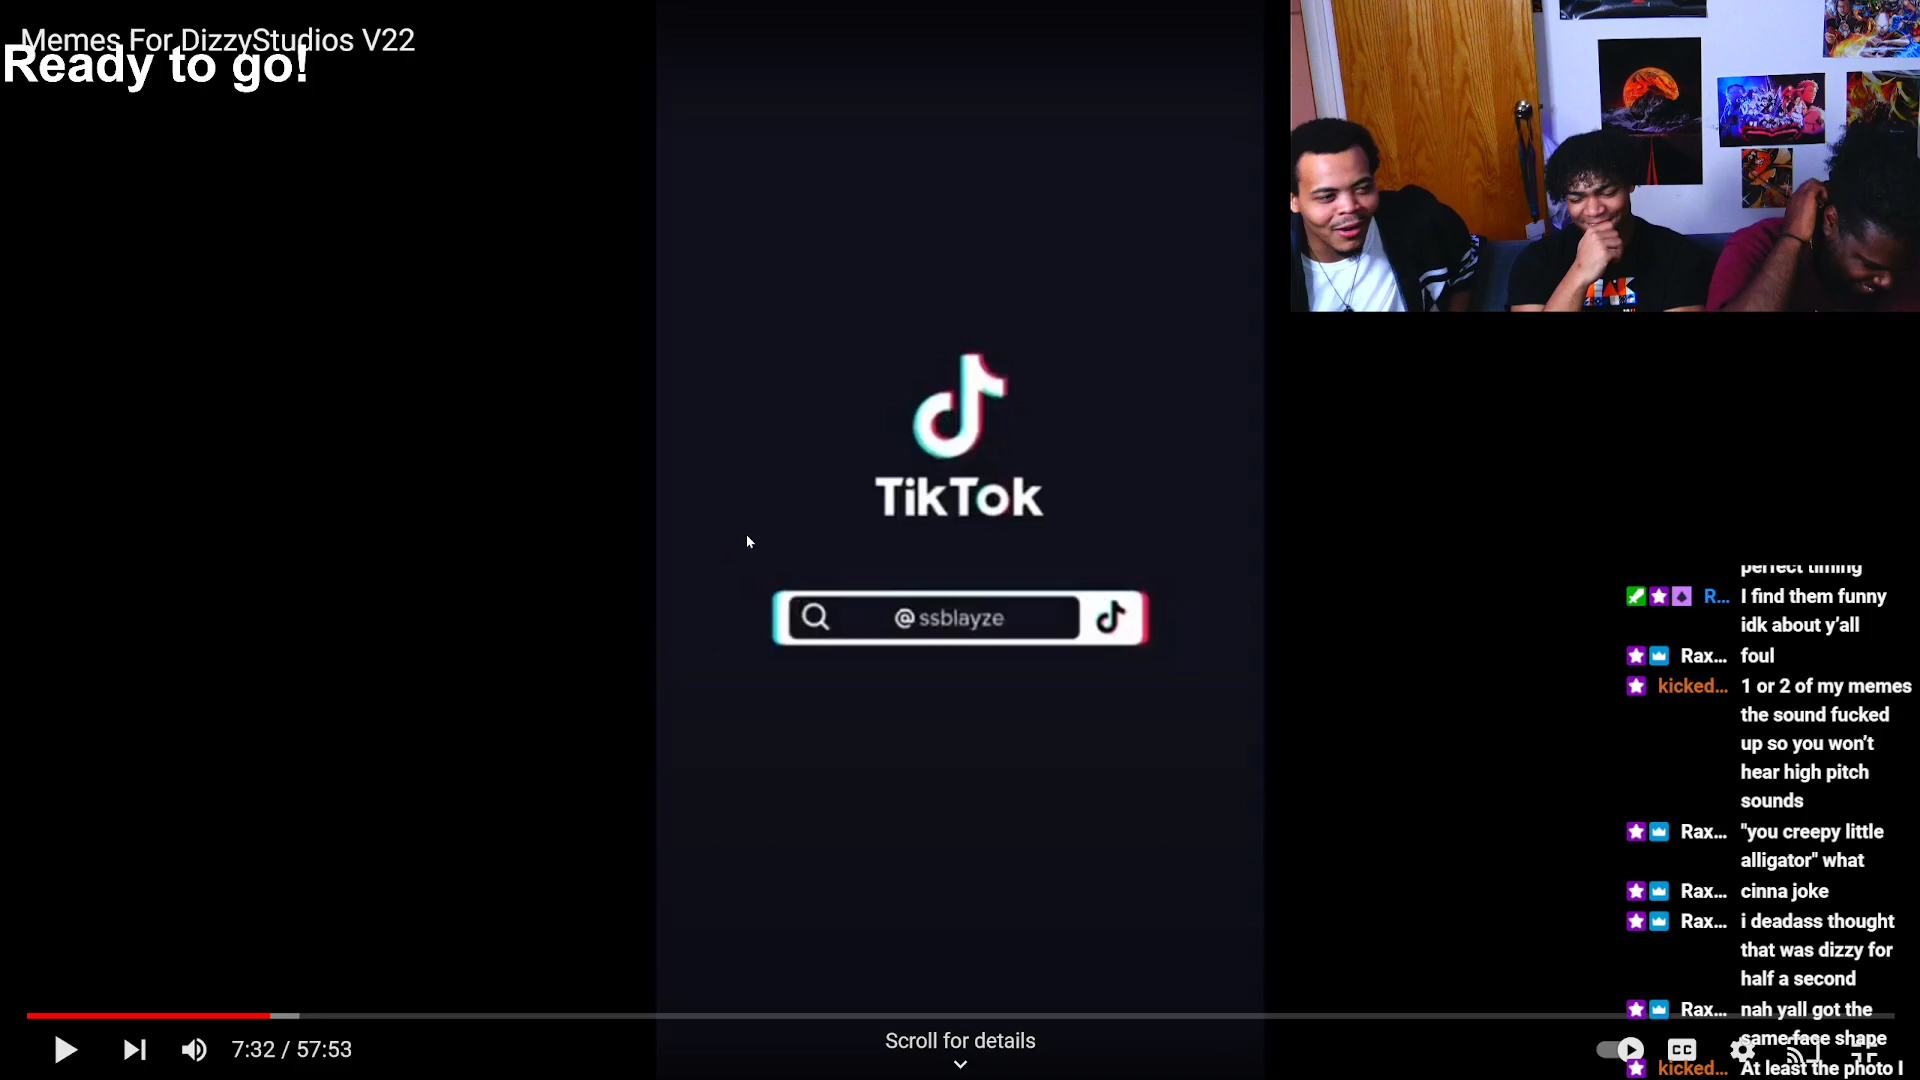 Memes For DizzyStudios V22
Ready to go!
TikTok
@ssblayze
perfect timing
R... I find them funny
idk about y'all
Rax... foul
kicked... 1 or 2 of my memes
the sound fucked
up so you won't
hear high pitch
sounds
Rax... "you creepy little
alligator" what
Rax... cinna joke
Rax... i deadass thought
that was dizzy for
half a second
Rax... nah yall got the
same face shape
kicked... At least the photo I
Scroll for details
7:32 / 57:53
CC